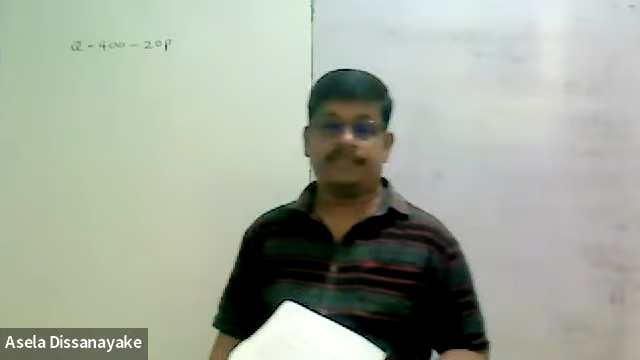 Q = 400 - 20P
Asela Dissanayake